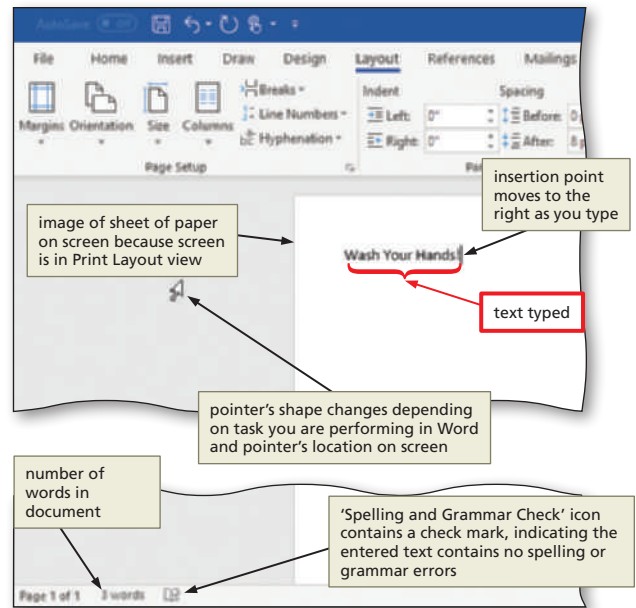 AutoSave Off
File Home Insert Draw Design Layout References Mailings
Margins Orientation Size Columns
Breaks
Line Numbers
Hyphenation
Page Setup
Indent
Left: 0"
Right: 0"
Spacing
Before:
After: 8 p
insertion point
moves to the
right as you type
image of sheet of paper
on screen because screen
is in Print Layout view
Wash Your Hands!
text typed
pointer's shape changes depending
on task you are performing in Word
and pointer's location on screen
number of
words in
document
'Spelling and Grammar Check' icon
contains a check mark, indicating the
entered text contains no spelling or
grammar errors
Page 1 of 1 3 words